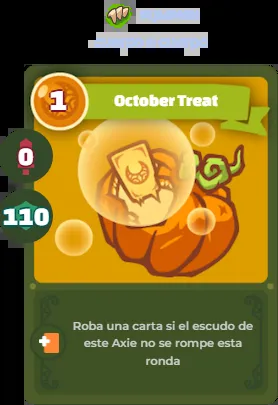 1
October Treat
0
110
Roba una carta si el escudo de
este Axie no se rompe esta
ronda